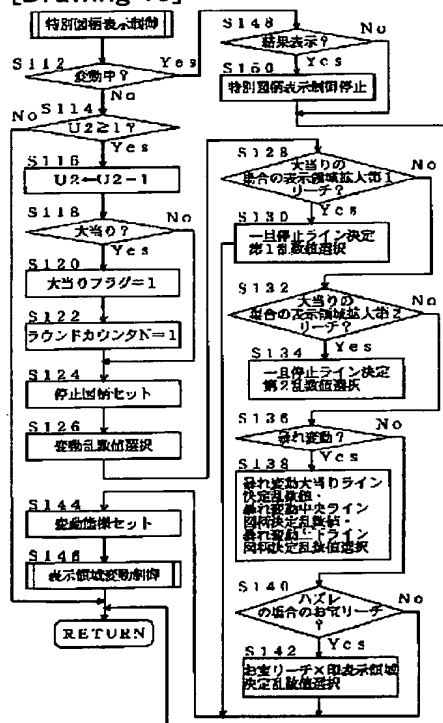 特別図柄表示制御
S112
変動中?
Yes
No
S114
No
U2≧1?
Yes
S116
U2←U2-1
S118
大当り?
No
Yes
S120
大当りフラグ=1
S122
ラウンドカウンタN=1
S124
停止図柄セット
S126
変動乱数値選択
S144
変動態様セット
S146
表示領域変動制御
RETURN
S148
結果表示?
No
Yes
S150
特別図柄表示制御停止
S128
大当りの
場合の表示領域拡大第1
リーチ?
No
Yes
S130
一旦停止ライン決定
第1乱数値選択
S132
大当りの
場合の表示領域拡大第2
リーチ?
No
Yes
S134
一旦停止ライン決定
第2乱数値選択
S136
暴れ変動?
No
Yes
S138
暴れ変動大当りライン
決定乱数値・
暴れ変動中央ライン
図柄決定乱数値・
暴れ変動上下ライン
図柄決定乱数値選択
S140
ハズレ
の場合のお宝リーチ
?
No
Yes
S142
お宝リーチ×印表示領域
決定乱数値選択